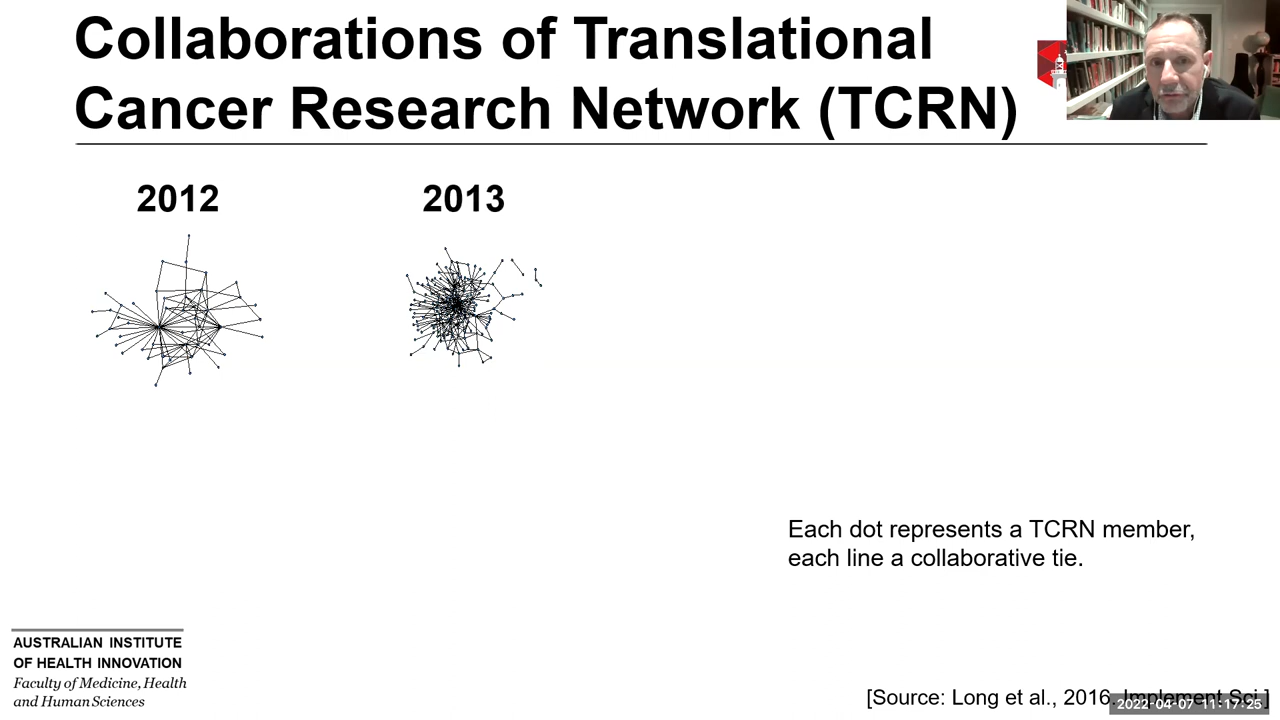 Collaborations of Translational
Cancer Research Network (TCRN)
2012
2013
Each dot represents a TCRN member,
each line a collaborative tie.
AUSTRALIAN INSTITUTE
OF HEALTH INNOVATION
Faculty of Medicine, Health
and Human Sciences
[Source: Long et al., 2016. Implement Sci.]
2022-04-07 11:17:25